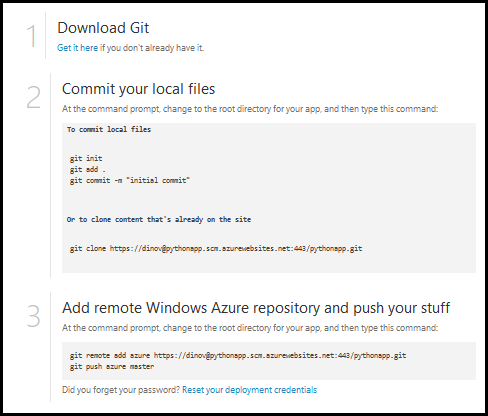 1 Download Git
Get it here if you don't already have it.
2 Commit your local files
At the command prompt, change to the root directory for your app, and then type this command:
To commit local files
git init
git add .
git commit -m "initial commit"
Or to clone content that's already on the site
git clone https://dinov@pythonapp.scm.azurewebsites.net:443/pythonapp.git
3 Add remote Windows Azure repository and push your stuff
At the command prompt, change to the root directory for your app, and then type this command:
git remote add azure https://dinov@pythonapp.scm.azurewebsites.net:443/pythonapp.git
git push azure master
Did you forget your password? Reset your deployment credentials